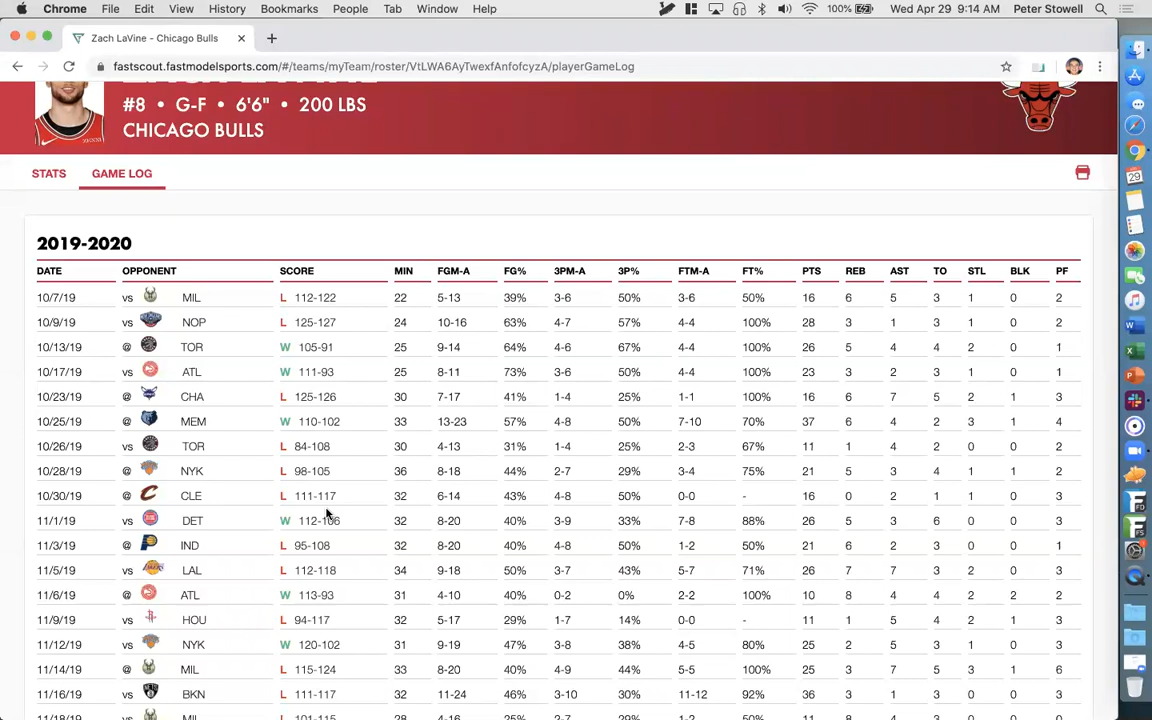 Chrome File Edit View History Bookmarks People Tab Window Help 100% Wed Apr 29 9:14 AM Peter Stowell
Zach LaVine - Chicago Bulls
fastscout.fastmodelsports.com/#/teams/myTeam/roster/VtLWA6AyTwexfAnfofcyzA/playerGameLog
#8 • G-F • 6'6" • 200 LBS
CHICAGO BULLS
STATS GAME LOG
2019-2020
DATE OPPONENT SCORE MIN FGM-A FG% 3PM-A 3P% FTM-A FT% PTS REB AST TO STL BLK PF
10/7/19 vs MIL L 112-122 22 5-13 39% 3-6 50% 3-6 50% 16 6 5 3 1 0 2
10/9/19 vs NOP L 125-127 24 10-16 63% 4-7 57% 4-4 100% 28 3 1 3 1 0 2
10/13/19 @ TOR W 105-91 25 9-14 64% 4-6 67% 4-4 100% 26 5 4 4 2 0 1
10/17/19 vs ATL W 111-93 25 8-11 73% 3-6 50% 4-4 100% 23 3 2 3 1 0 1
10/23/19 @ CHA L 125-126 30 7-17 41% 1-4 25% 1-1 100% 16 6 7 5 2 1 3
10/25/19 @ MEM W 110-102 33 13-23 57% 4-8 50% 7-10 70% 37 6 4 2 3 1 4
10/26/19 vs TOR L 84-108 30 4-13 31% 1-4 25% 2-3 67% 11 1 4 2 0 0 2
10/28/19 @ NYK L 98-105 36 8-18 44% 2-7 29% 3-4 75% 21 5 3 4 1 1 2
10/30/19 @ CLE L 111-117 32 6-14 43% 4-8 50% 0-0 - 16 0 2 1 1 0 3
11/1/19 vs DET W 112-106 32 8-20 40% 3-9 33% 7-8 88% 26 5 3 6 0 0 3
11/3/19 @ IND L 95-108 32 8-20 40% 4-8 50% 1-2 50% 21 6 2 3 0 0 1
11/5/19 vs LAL L 112-118 34 9-18 50% 3-7 43% 5-7 71% 26 7 7 3 2 0 3
11/6/19 @ ATL W 113-93 31 4-10 40% 0-2 0% 2-2 100% 10 8 4 4 2 2 2
11/9/19 vs HOU L 94-117 32 5-17 29% 1-7 14% 0-0 - 11 1 5 4 2 1 3
11/12/19 vs NYK W 120-102 31 9-19 47% 3-8 38% 4-5 80% 25 2 5 3 1 0 3
11/14/19 @ MIL L 115-124 33 8-20 40% 4-9 44% 5-5 100% 25 3 7 5 3 1 6
11/16/19 vs BKN L 111-117 32 11-24 46% 3-10 30% 11-12 92% 36 3 1 3 0 0 3
11/18/19 vs MIL L 101-115 28 4-16 25% 2-7 29% 1-2 50% 11 8 4 0 0 0 3